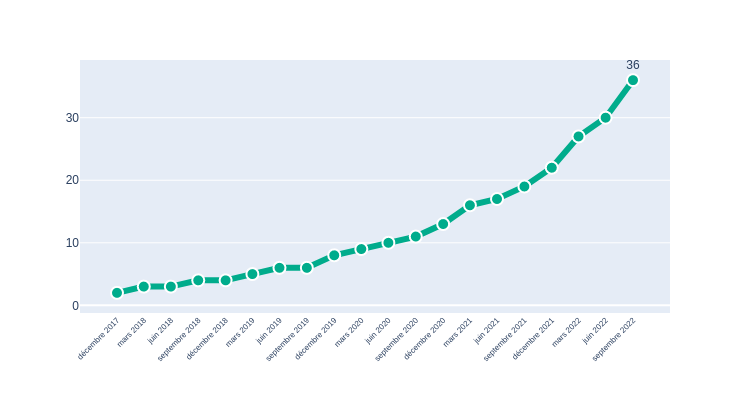 36
30
20
10
0
décembre 2017
mars 2018
juin 2018
septembre 2018
décembre 2018
mars 2019
juin 2019
septembre 2019
décembre 2019
mars 2020
juin 2020
septembre 2020
décembre 2020
mars 2021
juin 2021
septembre 2021
décembre 2021
mars 2022
juin 2022
septembre 2022